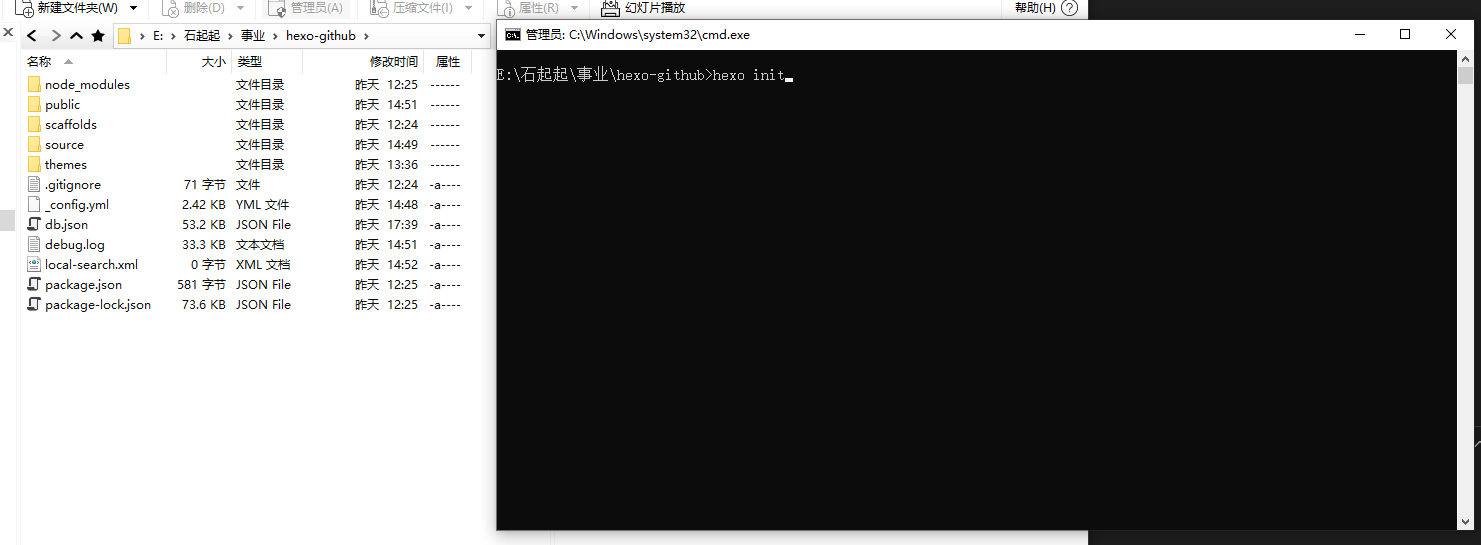 新建文件夹(W) 删除(D) 管理员(A) 压缩文件(I) 属性(R) 幻灯片播放 帮助(H)
E: 石起起 事业 hexo-github
名称 大小 类型 修改时间 属性
node_modules 文件目录 昨天 12:25 ------
public 文件目录 昨天 14:51 ------
scaffolds 文件目录 昨天 12:24 ------
source 文件目录 昨天 14:49 ------
themes 文件目录 昨天 13:36 ------
.gitignore 71 字节 文件 昨天 12:24 -a----
_config.yml 2.42 KB YML 文件 昨天 14:48 -a----
db.json 53.2 KB JSON File 昨天 17:39 -a----
debug.log 33.3 KB 文本文档 昨天 14:51 -a----
local-search.xml 0 字节 XML 文档 昨天 14:52 -a----
package.json 581 字节 JSON File 昨天 12:25 -a----
package-lock.json 73.6 KB JSON File 昨天 12:25 -a----
管理员: C:\Windows\system32\cmd.exe
E:\石起起\事业\hexo-github>hexo init